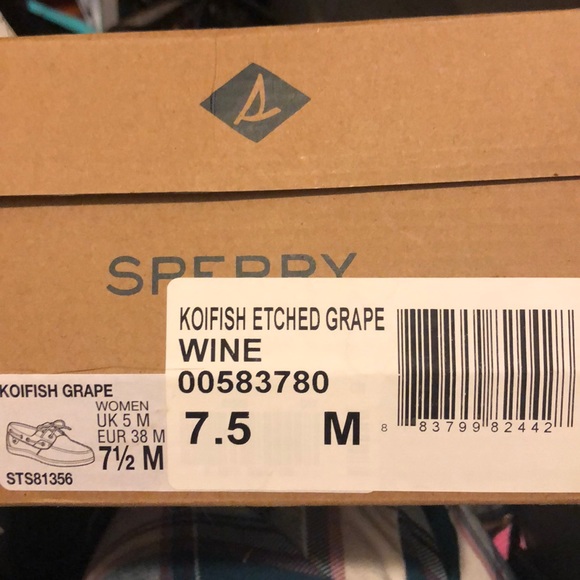 SPERRY
KOIFISH ETCHED GRAPE
WINE
00583780
7.5 M
8 83799 82442
KOIFISH GRAPE
WOMEN
UK 5 M
EUR 38 M
7½ M
STS81356